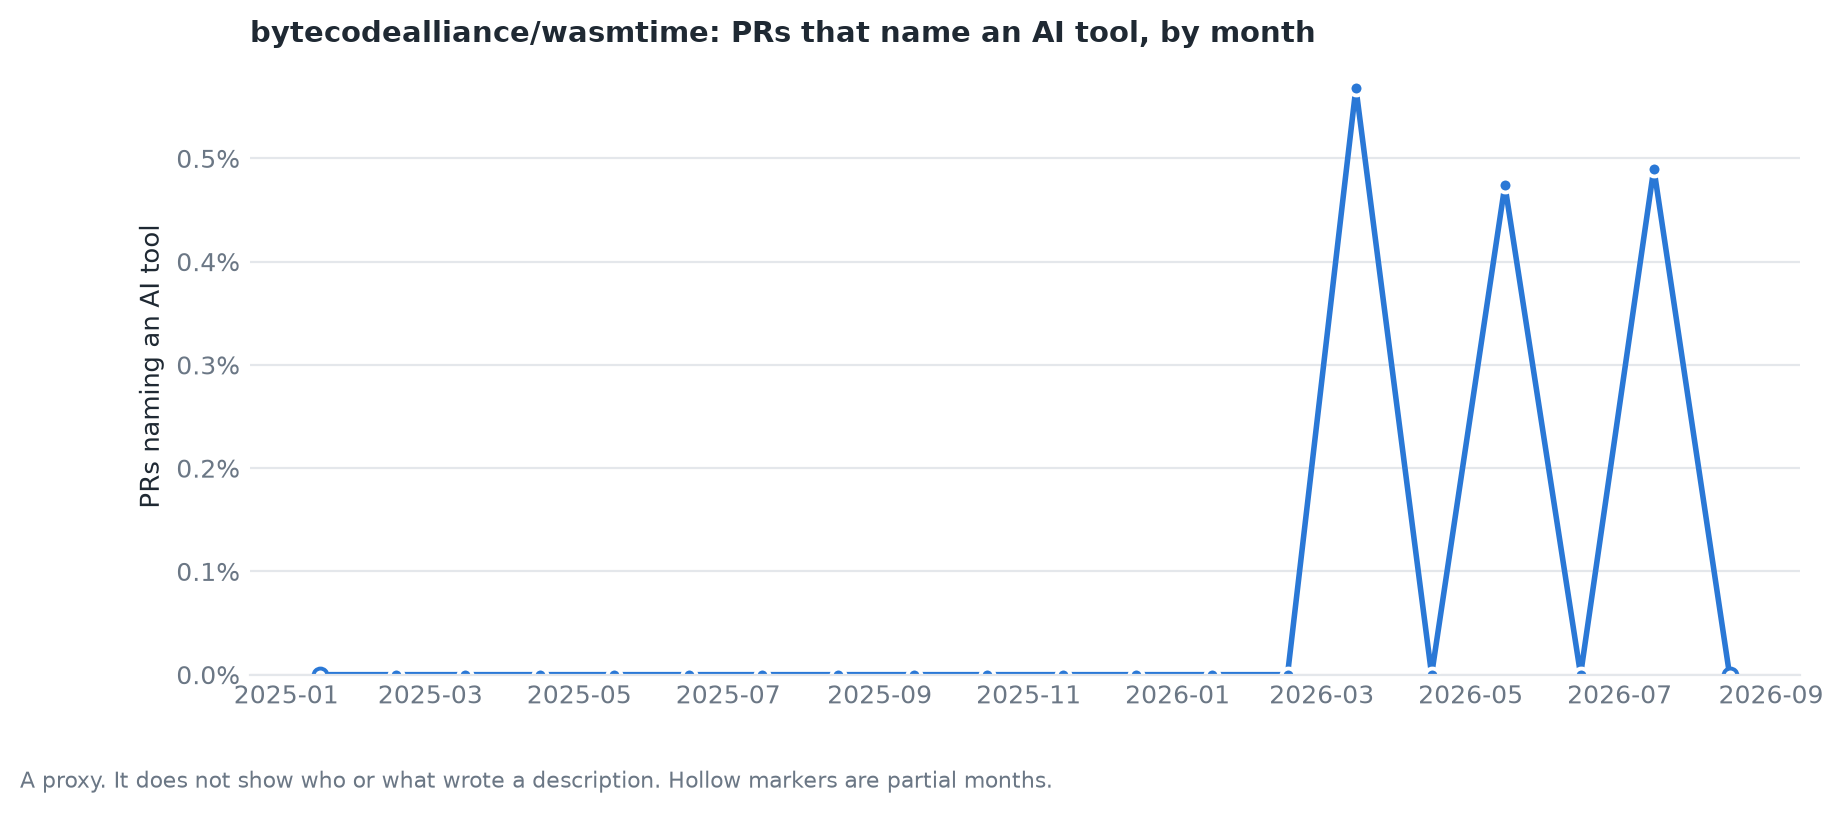 bytecodealliance/wasmtime: PRs that name an AI tool, by month
PRs naming an AI tool
0.5%
0.4%
0.3%
0.2%
0.1%
0.0%
2025-01 2025-03 2025-05 2025-07 2025-09 2025-11 2026-01 2026-03 2026-05 2026-07 2026-09
A proxy. It does not show who or what wrote a description. Hollow markers are partial months.